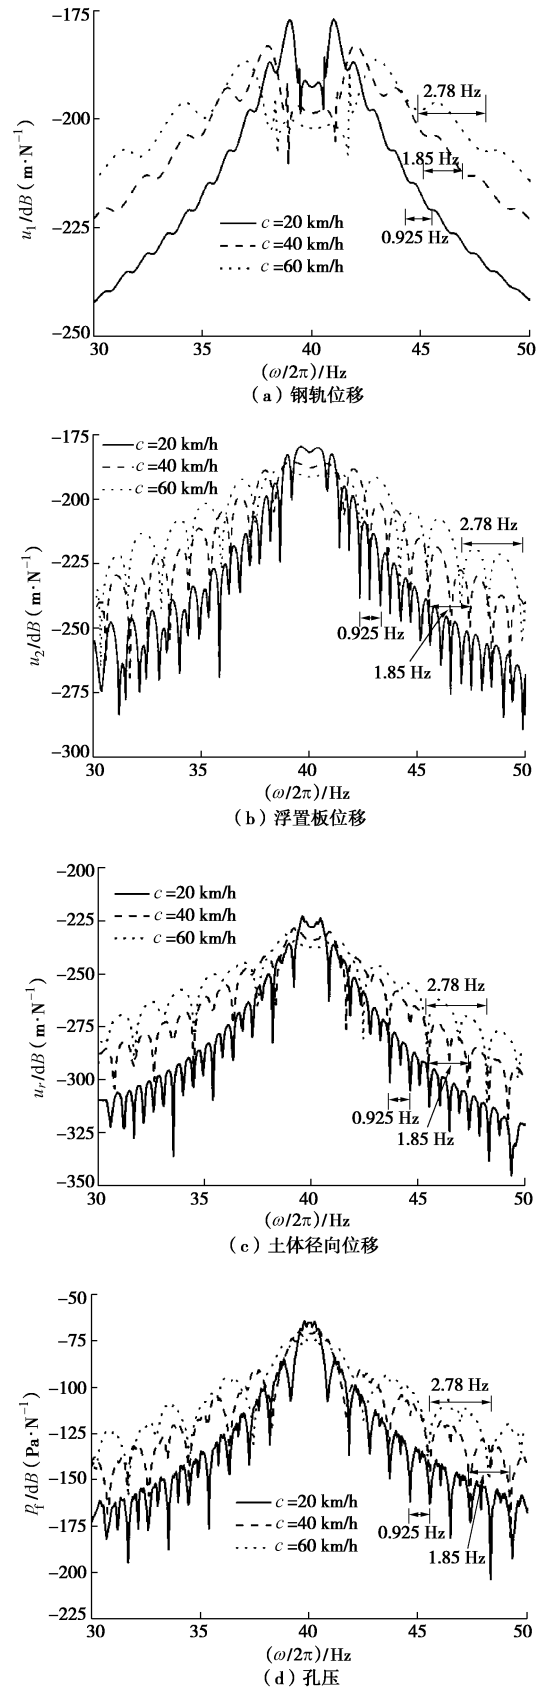 −175
−200
−225
−250
u₁/dB (m·N⁻¹)
2.78 Hz
1.85 Hz
0.925 Hz
c=20 km/h
c=40 km/h
c=60 km/h
30 35 40 45 50
(ω/2π)/Hz
(a) 钢轨位移
−175
−200
−225
−250
−275
−300
u₂/dB (m·N⁻¹)
c=20 km/h
c=40 km/h
c=60 km/h
2.78 Hz
0.925 Hz
1.85 Hz
30 35 40 45 50
(ω/2π)/Hz
(b) 浮置板位移
−200
−225
−250
−275
−300
−325
−350
uᵣ/dB (m·N⁻¹)
c=20 km/h
c=40 km/h
c=60 km/h
2.78 Hz
0.925 Hz
1.85 Hz
30 35 40 45 50
(ω/2π)/Hz
(c) 土体径向位移
−50
−75
−100
−125
−150
−175
−200
−225
p_f/dB (Pa·N⁻¹)
2.78 Hz
c=20 km/h
c=40 km/h
c=60 km/h
0.925 Hz
1.85 Hz
30 35 40 45 50
(ω/2π)/Hz
(d) 孔压